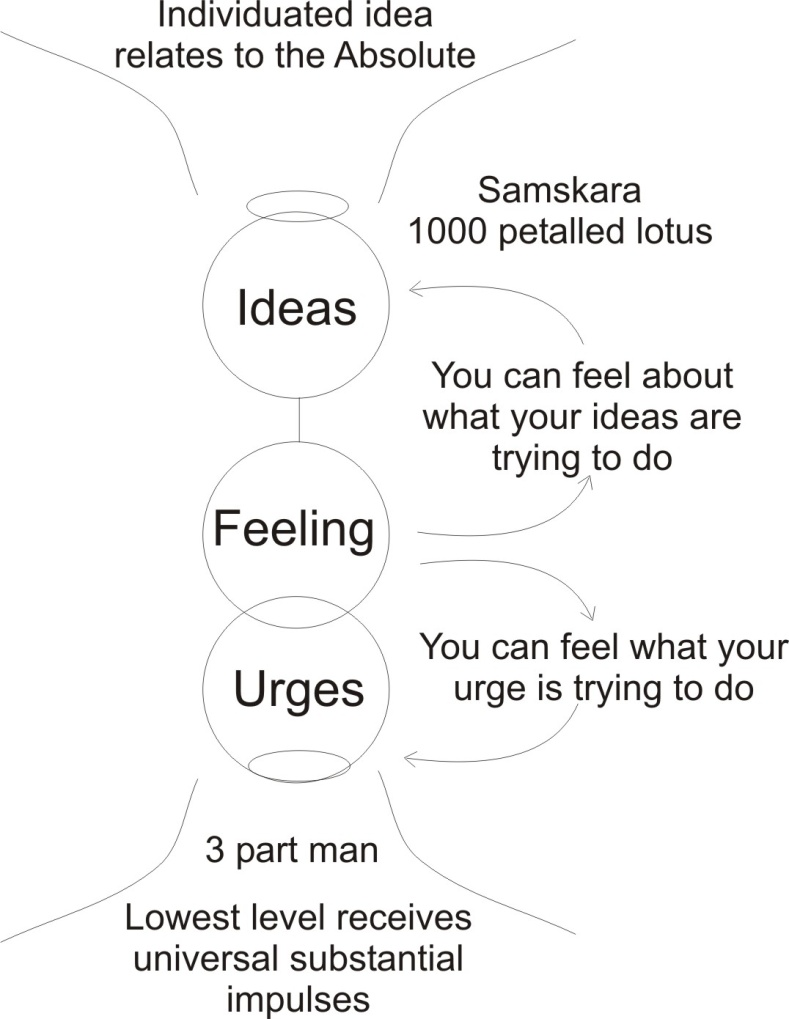 Individuated idea
relates to the Absolute
Samskara
1000 petalled lotus
Ideas
You can feel about
what your ideas are
trying to do
Feeling
You can feel what your
urge is trying to do
Urges
3 part man
Lowest level receives
universal substantial
impulses